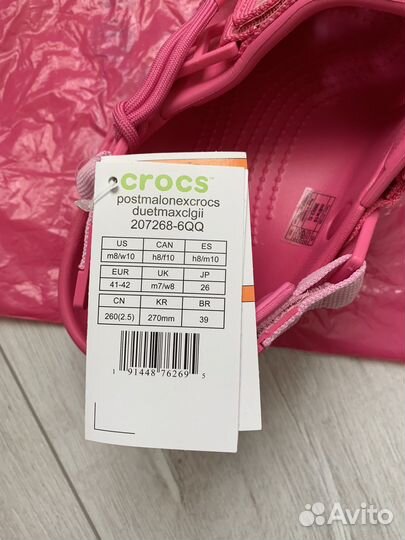 crocs™
postmalonexcrocs
duetmaxclgii
207268-6QQ
US CAN ES
m8/w10 h8/f10 h8/m10
EUR UK JP
41-42 m7/w8 26
CN KR BR
260(2.5) 270mm 39
1 91448 76269 5
Avito